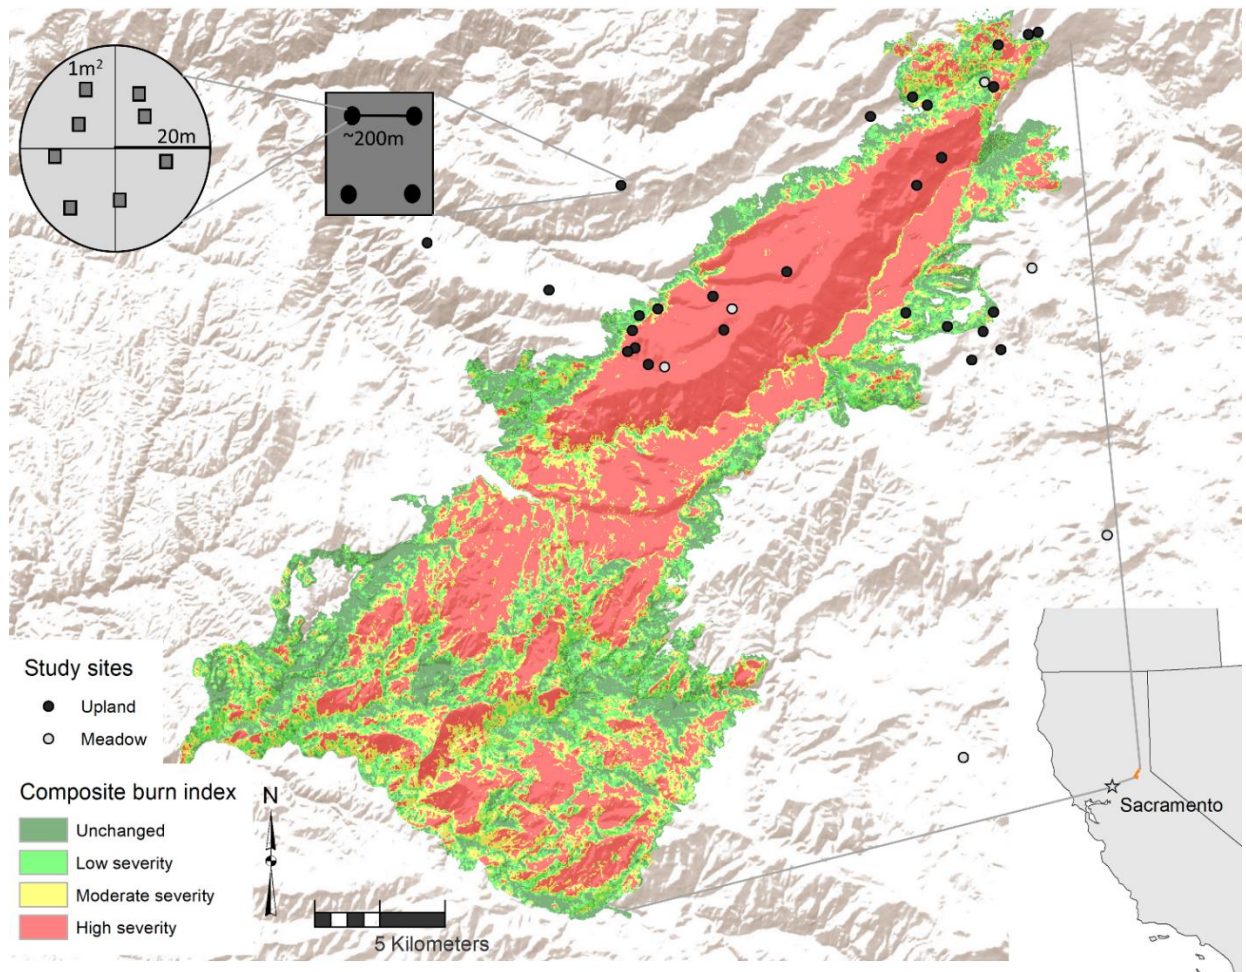 1m²
20m
~200m
Study sites
Upland
Meadow
Composite burn index
Unchanged
Low severity
Moderate severity
High severity
N
5 Kilometers
Sacramento